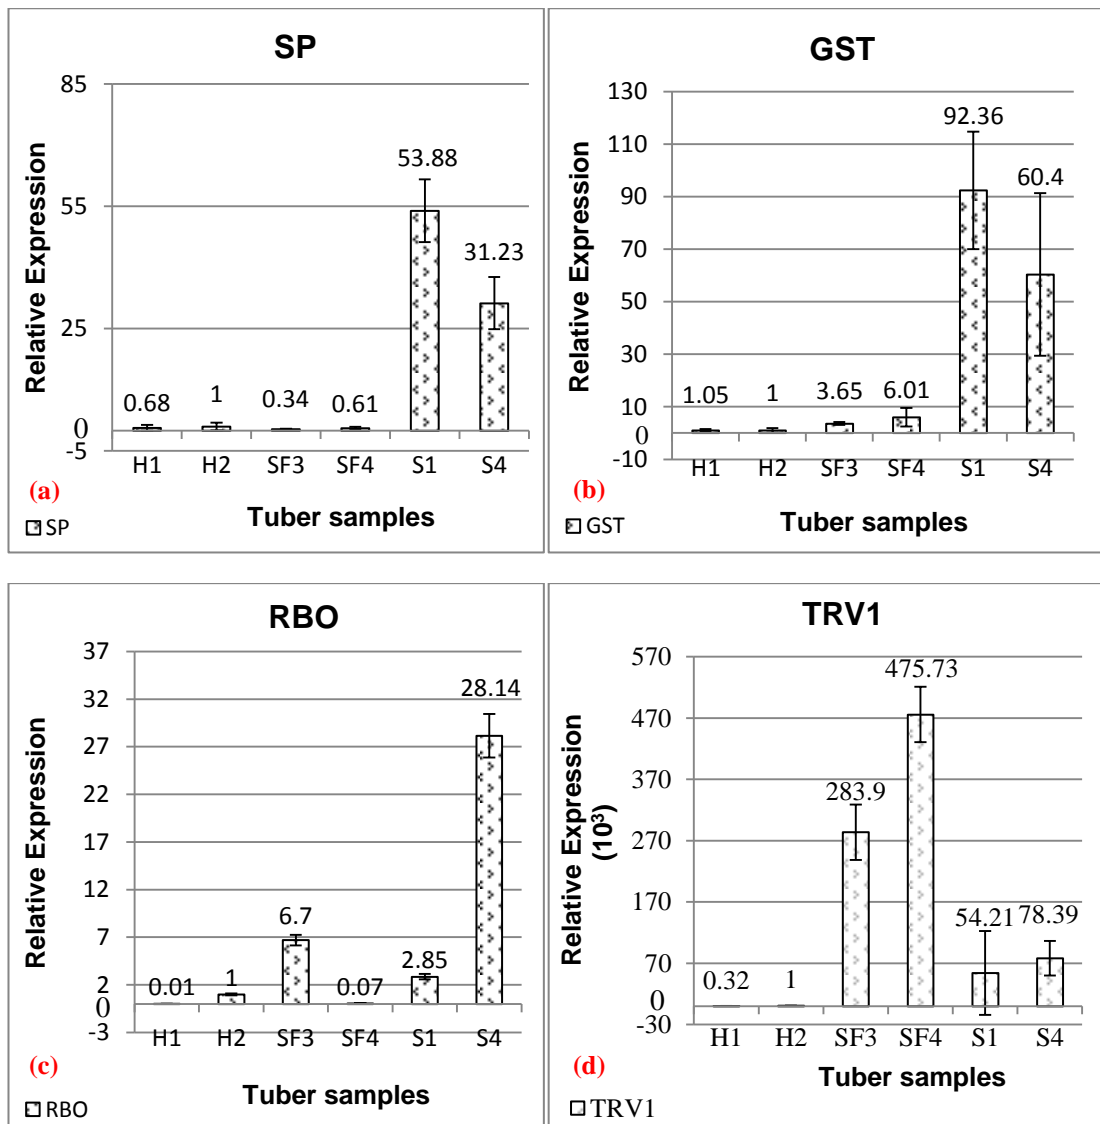 SP
85
55
25
0
-5
Relative Expression
53.88
31.23
0.68
1
0.34
0.61
H1 H2 SF3 SF4 S1 S4
(a)
Tuber samples
SP
GST
130
110
90
70
50
30
10
0
-10
Relative Expression
92.36
60.4
1.05
1
3.65
6.01
H1 H2 SF3 SF4 S1 S4
(b)
Tuber samples
GST
RBO
37
32
27
22
17
12
7
2
0
-3
Relative Expression
28.14
6.7
2.85
0.01
1
0.07
H1 H2 SF3 SF4 S1 S4
(c)
Tuber samples
RBO
TRV1
570
470
370
270
170
70
0
-30
Relative Expression
(10³)
475.73
283.9
54.21
78.39
0.32
1
H1 H2 SF3 SF4 S1 S4
(d)
Tuber samples
TRV1